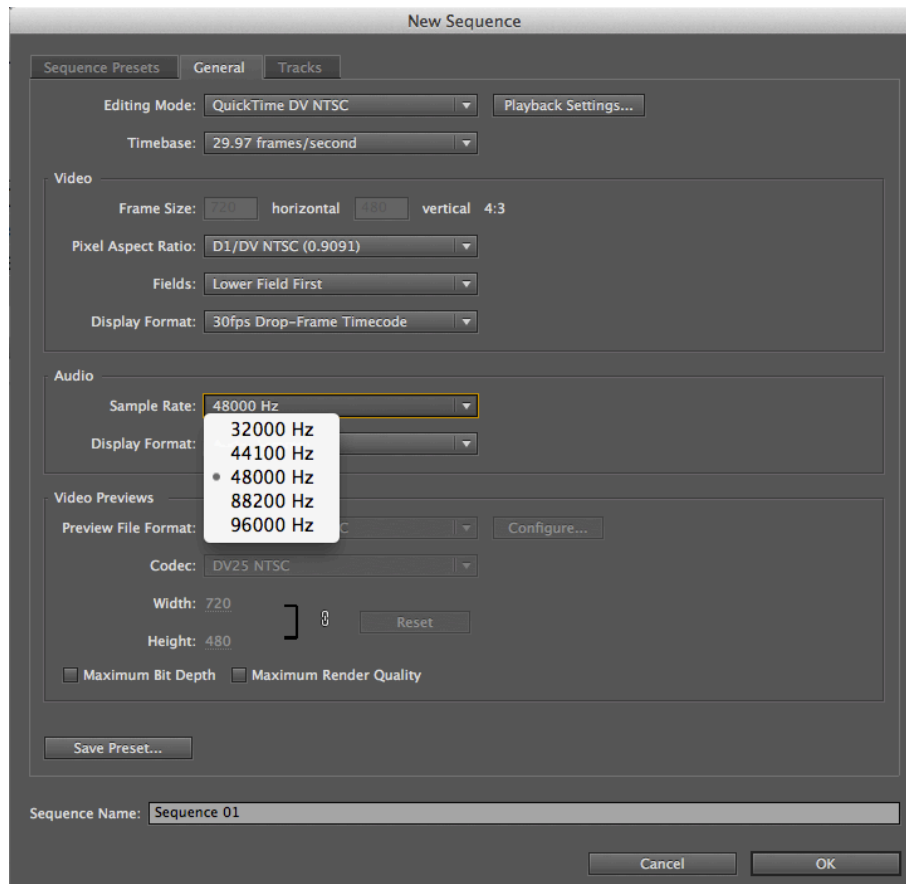 New Sequence
Sequence Presets General Tracks
Editing Mode: QuickTime DV NTSC Playback Settings...
Timebase: 29.97 frames/second
Video
Frame Size: 720 horizontal 480 vertical 4:3
Pixel Aspect Ratio: D1/DV NTSC (0.9091)
Fields: Lower Field First
Display Format: 30fps Drop-Frame Timecode
Audio
Sample Rate: 48000 Hz
32000 Hz
Display Format:
44100 Hz
48000 Hz
88200 Hz
96000 Hz
Video Previews
Preview File Format: C Configure...
Codec: DV25 NTSC
Width: 720
Reset
Height: 480
Maximum Bit Depth Maximum Render Quality
Save Preset...
Sequence Name: Sequence 01
Cancel OK